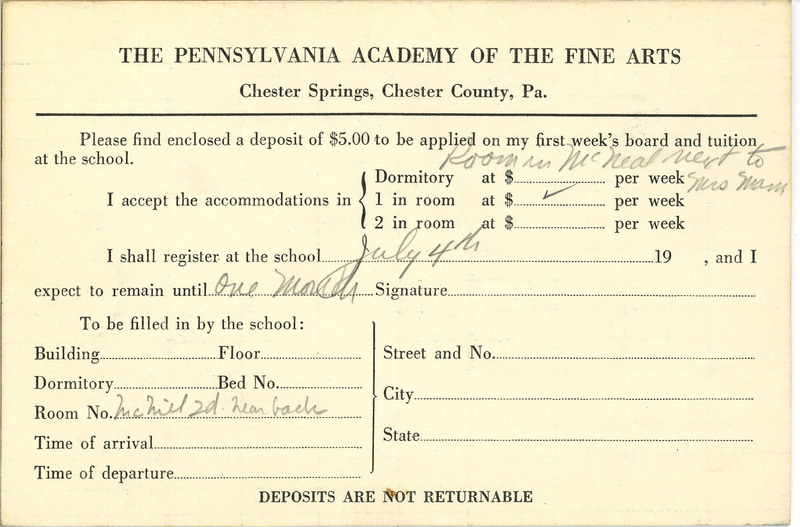 THE PENNSYLVANIA ACADEMY OF THE FINE ARTS
Chester Springs, Chester County, Pa.
Please find enclosed a deposit of $5.00 to be applied on my first week's board and tuition
at the school.
Room in McNeal next to
Mrs Mann
I accept the accommodations in { Dormitory at $ ........ per week
1 in room at $ ...✓... per week
2 in room at $ ........ per week
I shall register at the school July 4th 19 , and I
expect to remain until One Month Signature
To be filled in by the school:
Building Floor
Dormitory Bed No.
Room No. McNiel 2d. near back
Time of arrival
Time of departure
Street and No.
City
State
DEPOSITS ARE NOT RETURNABLE